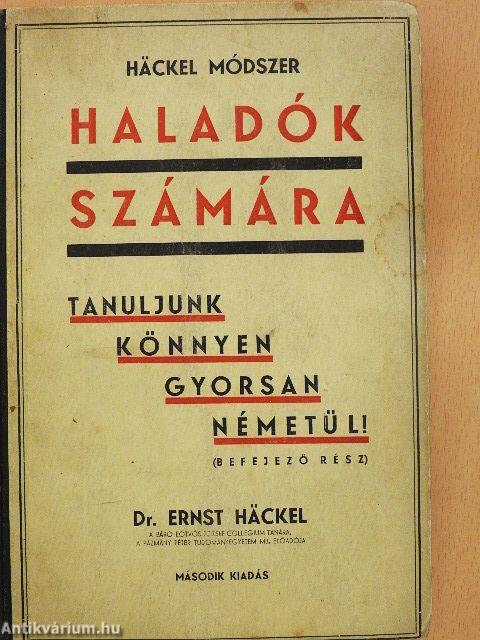 HÄCKEL MÓDSZER
HALADÓK
SZÁMÁRA
TANULJUNK
KÖNNYEN
GYORSAN
NÉMETÜL!
(BEFEJEZŐ RÉSZ)
Dr. ERNST HÄCKEL
A BÁRÓ EÖTVÖS JÓZSEF COLLEGIUM TANÁRA,
A PÁZMÁNY PÉTER TUDOMÁNYEGYETEM MB. ELŐADÓJA
MÁSODIK KIADÁS
Antikvárium.hu